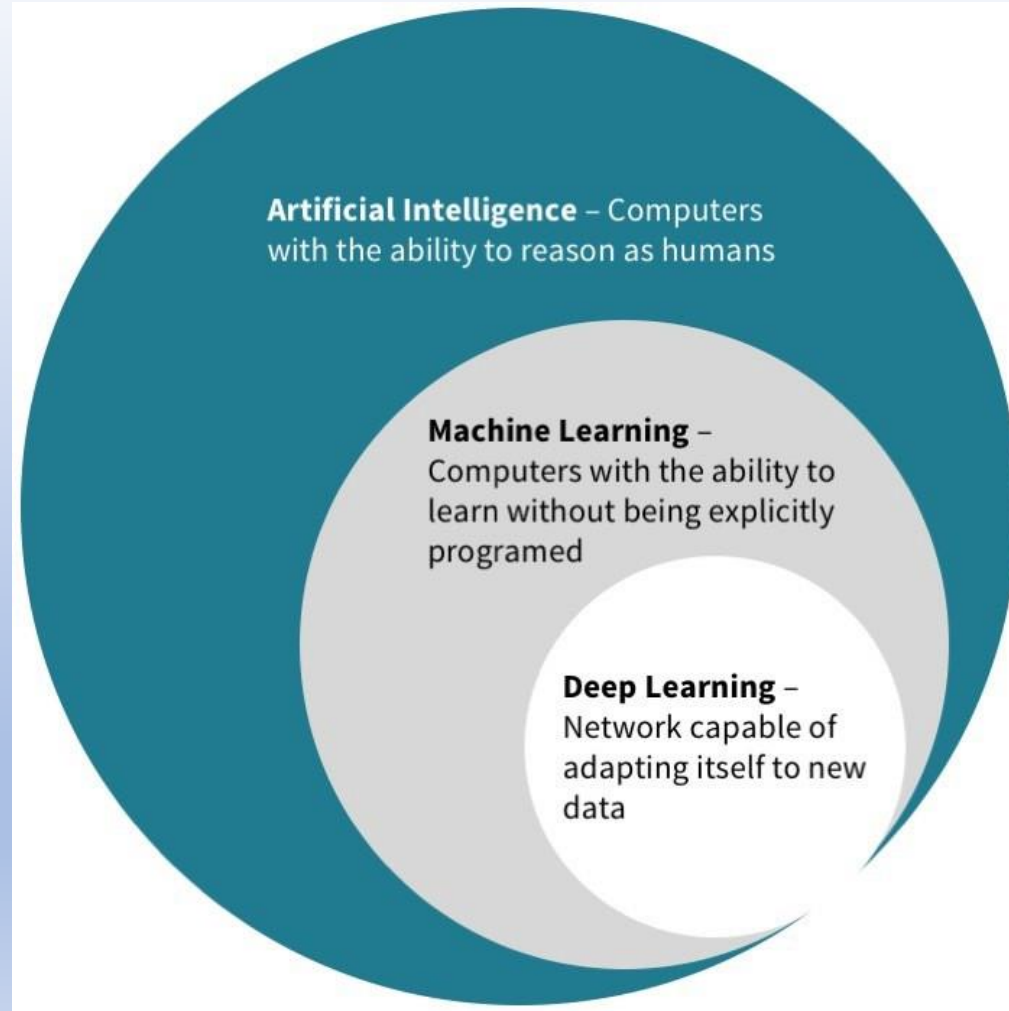 Artificial Intelligence – Computers
with the ability to reason as humans
Machine Learning –
Computers with the ability to
learn without being explicitly
programed
Deep Learning –
Network capable of
adapting itself to new
data